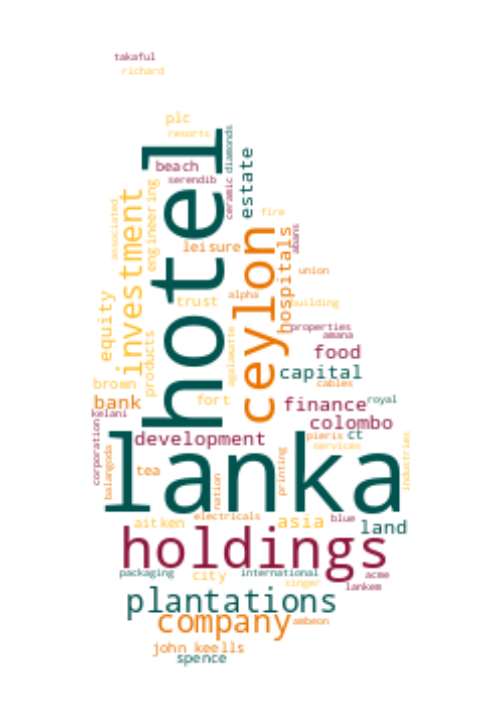 takaful
richard
plc
resorts
hotel
diamonds
beach
serendib
ceramic
estate
investment
engineering
associated
fire
abans
leisure
ceylon
hospitals
union
equity
trust
alpha
building
products
agalamatte
properties
amana
food
capital
cables
brown
bank
fort
finance
royal
kelani
colombo
corporation
development
pieris
ct
services
lanka
balangoda
tea
nation
printing
industries
electricals
aitken
asia
blue
land
holdings
packaging
city
international
acme
singer
lankem
plantations
company
ambeon
john keells
spence